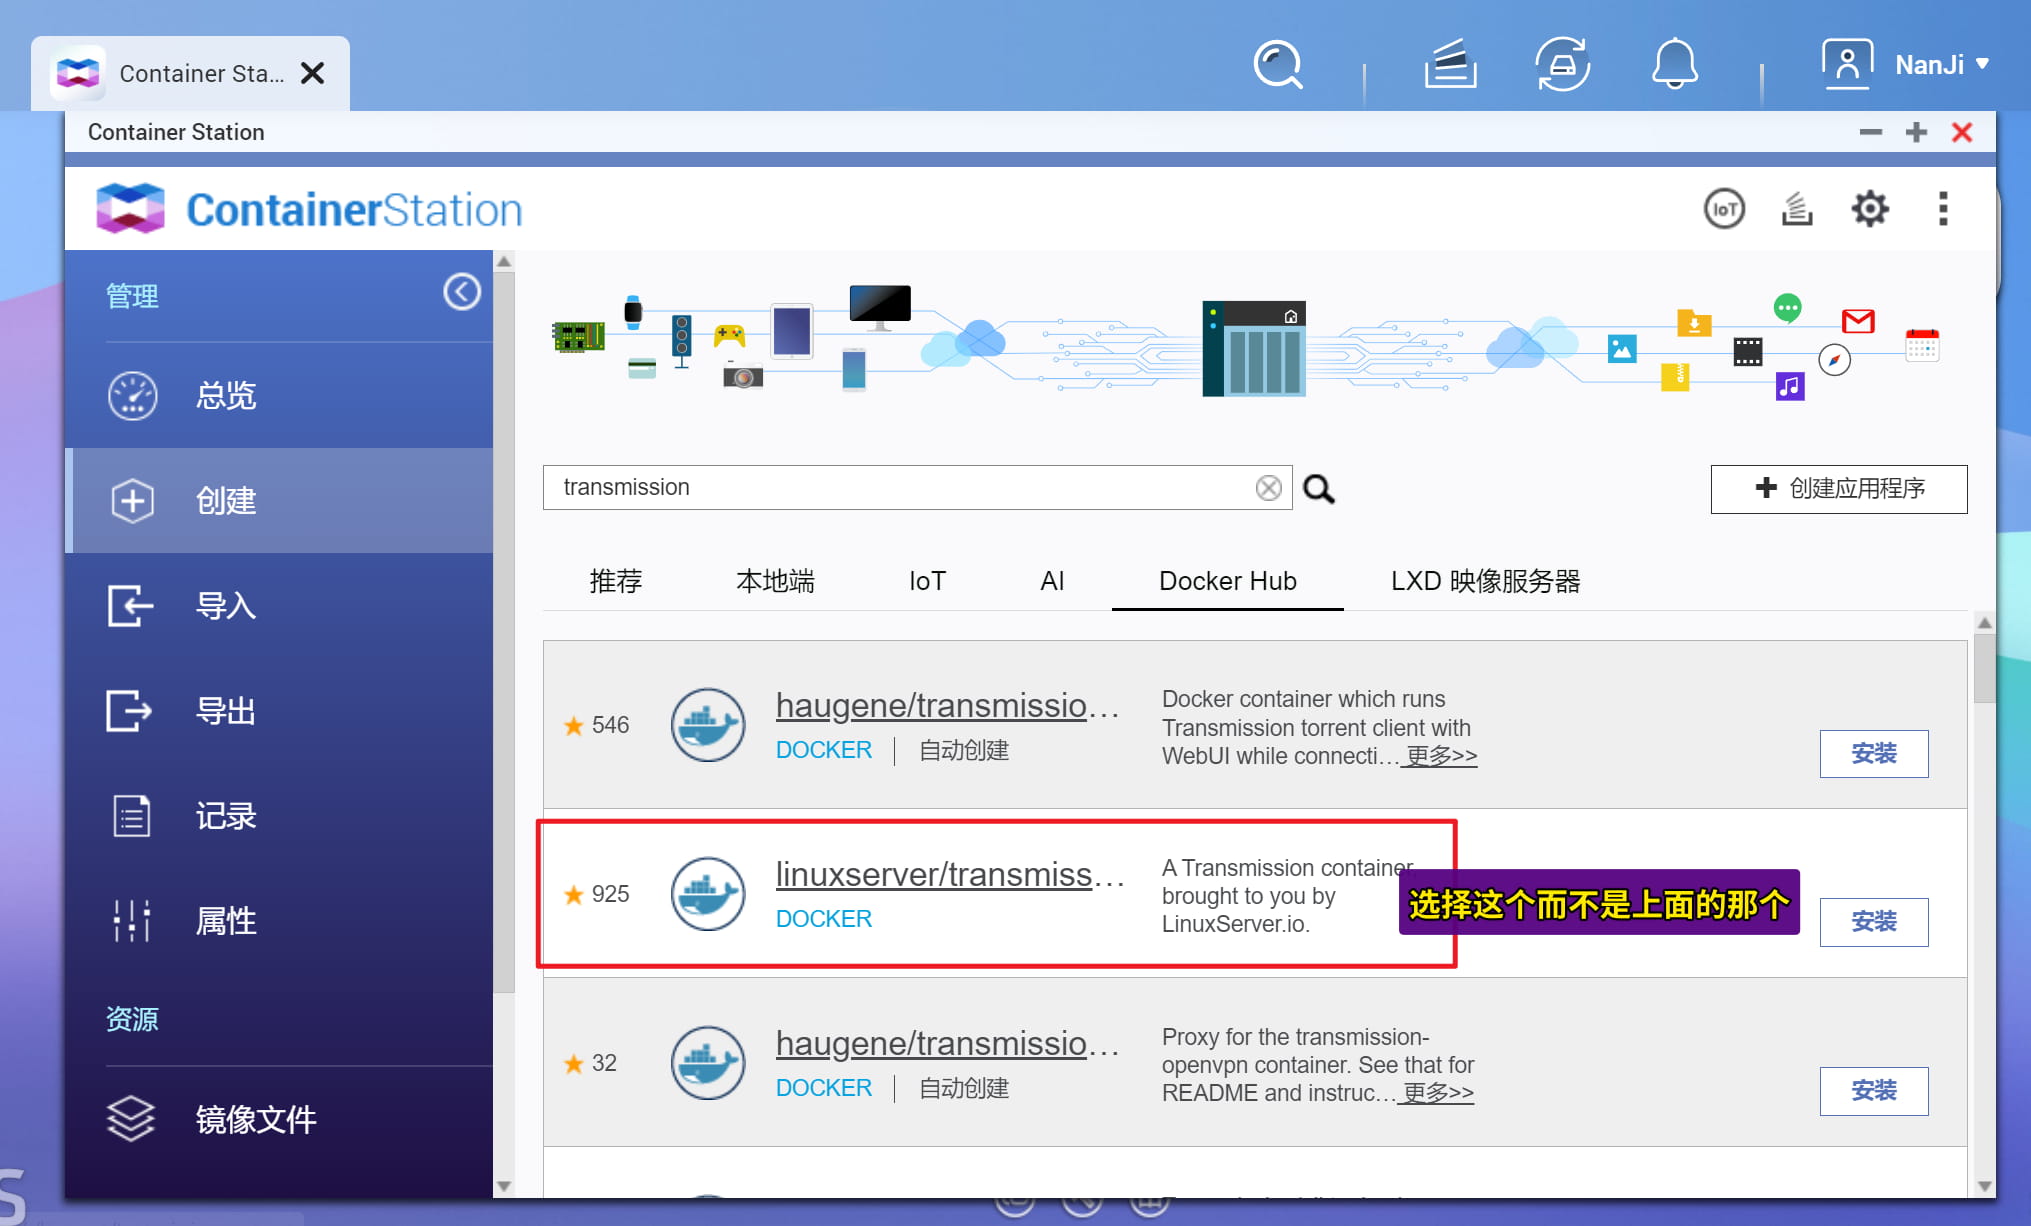 Container Sta...
NanJi
Container Station
ContainerStation
IoT
管理
总览
创建
导入
导出
记录
属性
资源
镜像文件
transmission
创建应用程序
推荐
本地端
IoT
AI
Docker Hub
LXD 映像服务器
546
haugene/transmissio...
DOCKER
自动创建
Docker container which runs
Transmission torrent client with
WebUI while connecti... 更多>>
安装
925
linuxserver/transmiss...
DOCKER
A Transmission container,
brought to you by
LinuxServer.io.
选择这个而不是上面的那个
安装
32
haugene/transmissio...
DOCKER
自动创建
Proxy for the transmission-
openvpn container. See that for
README and instruc... 更多>>
安装
S